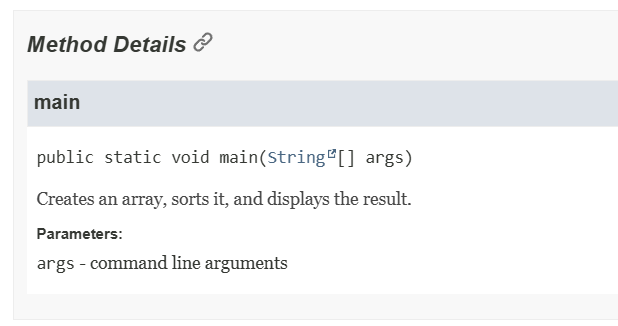 Method Details
main
public static void main(String[] args)
Creates an array, sorts it, and displays the result.
Parameters:
args - command line arguments